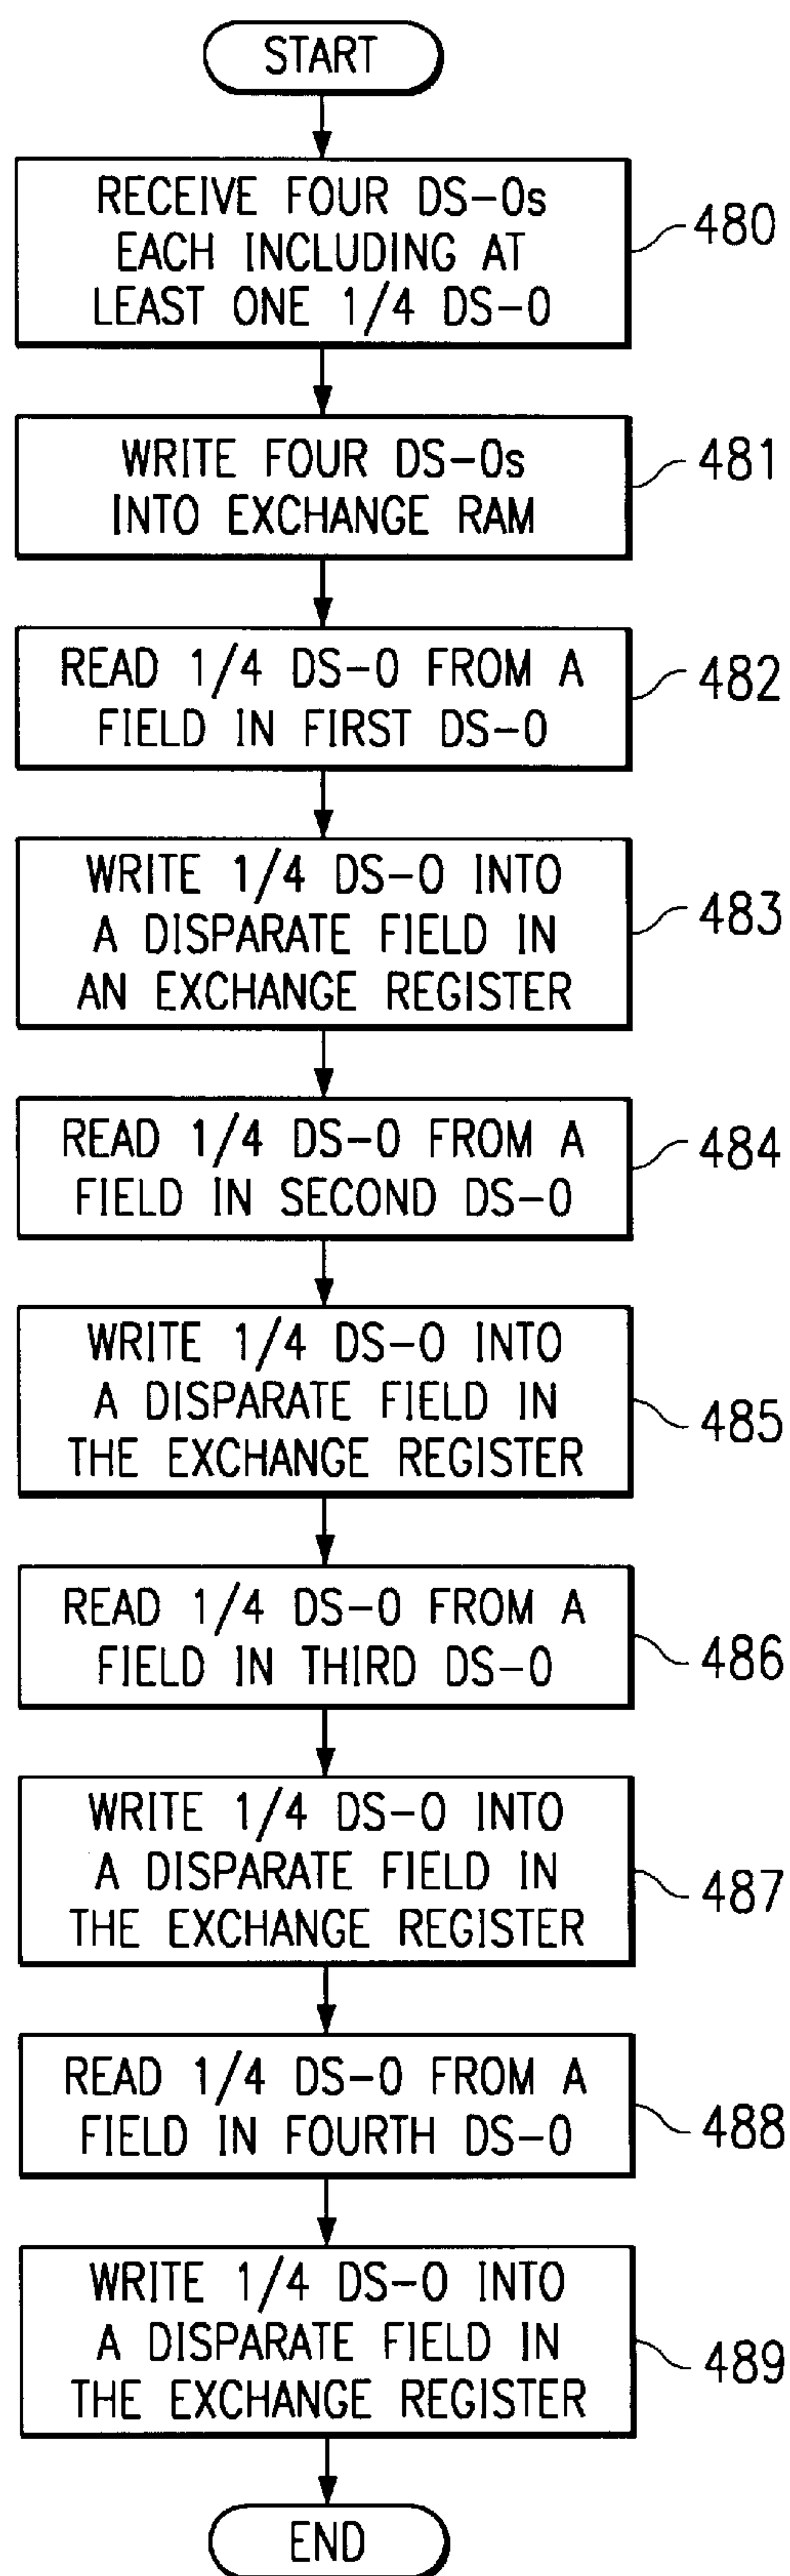 START
RECEIVE FOUR DS-0s
EACH INCLUDING AT
LEAST ONE 1/4 DS-0
480
WRITE FOUR DS-0s
INTO EXCHANGE RAM
481
READ 1/4 DS-0 FROM A
FIELD IN FIRST DS-0
482
WRITE 1/4 DS-0 INTO
A DISPARATE FIELD IN
AN EXCHANGE REGISTER
483
READ 1/4 DS-0 FROM A
FIELD IN SECOND DS-0
484
WRITE 1/4 DS-0 INTO
A DISPARATE FIELD IN
THE EXCHANGE REGISTER
485
READ 1/4 DS-0 FROM A
FIELD IN THIRD DS-0
486
WRITE 1/4 DS-0 INTO
A DISPARATE FIELD IN
THE EXCHANGE REGISTER
487
READ 1/4 DS-0 FROM A
FIELD IN FOURTH DS-0
488
WRITE 1/4 DS-0 INTO
A DISPARATE FIELD IN
THE EXCHANGE REGISTER
489
END